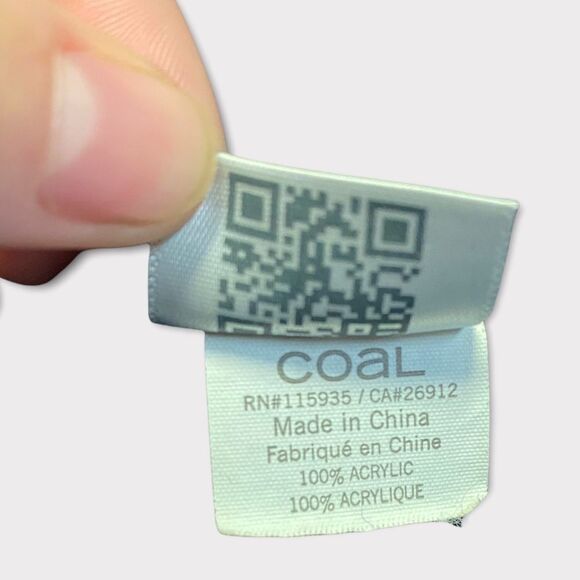 coaL
RN#115935 / CA#26912
Made in China
Fabriqué en Chine
100% ACRYLIC
100% ACRYLIQUE